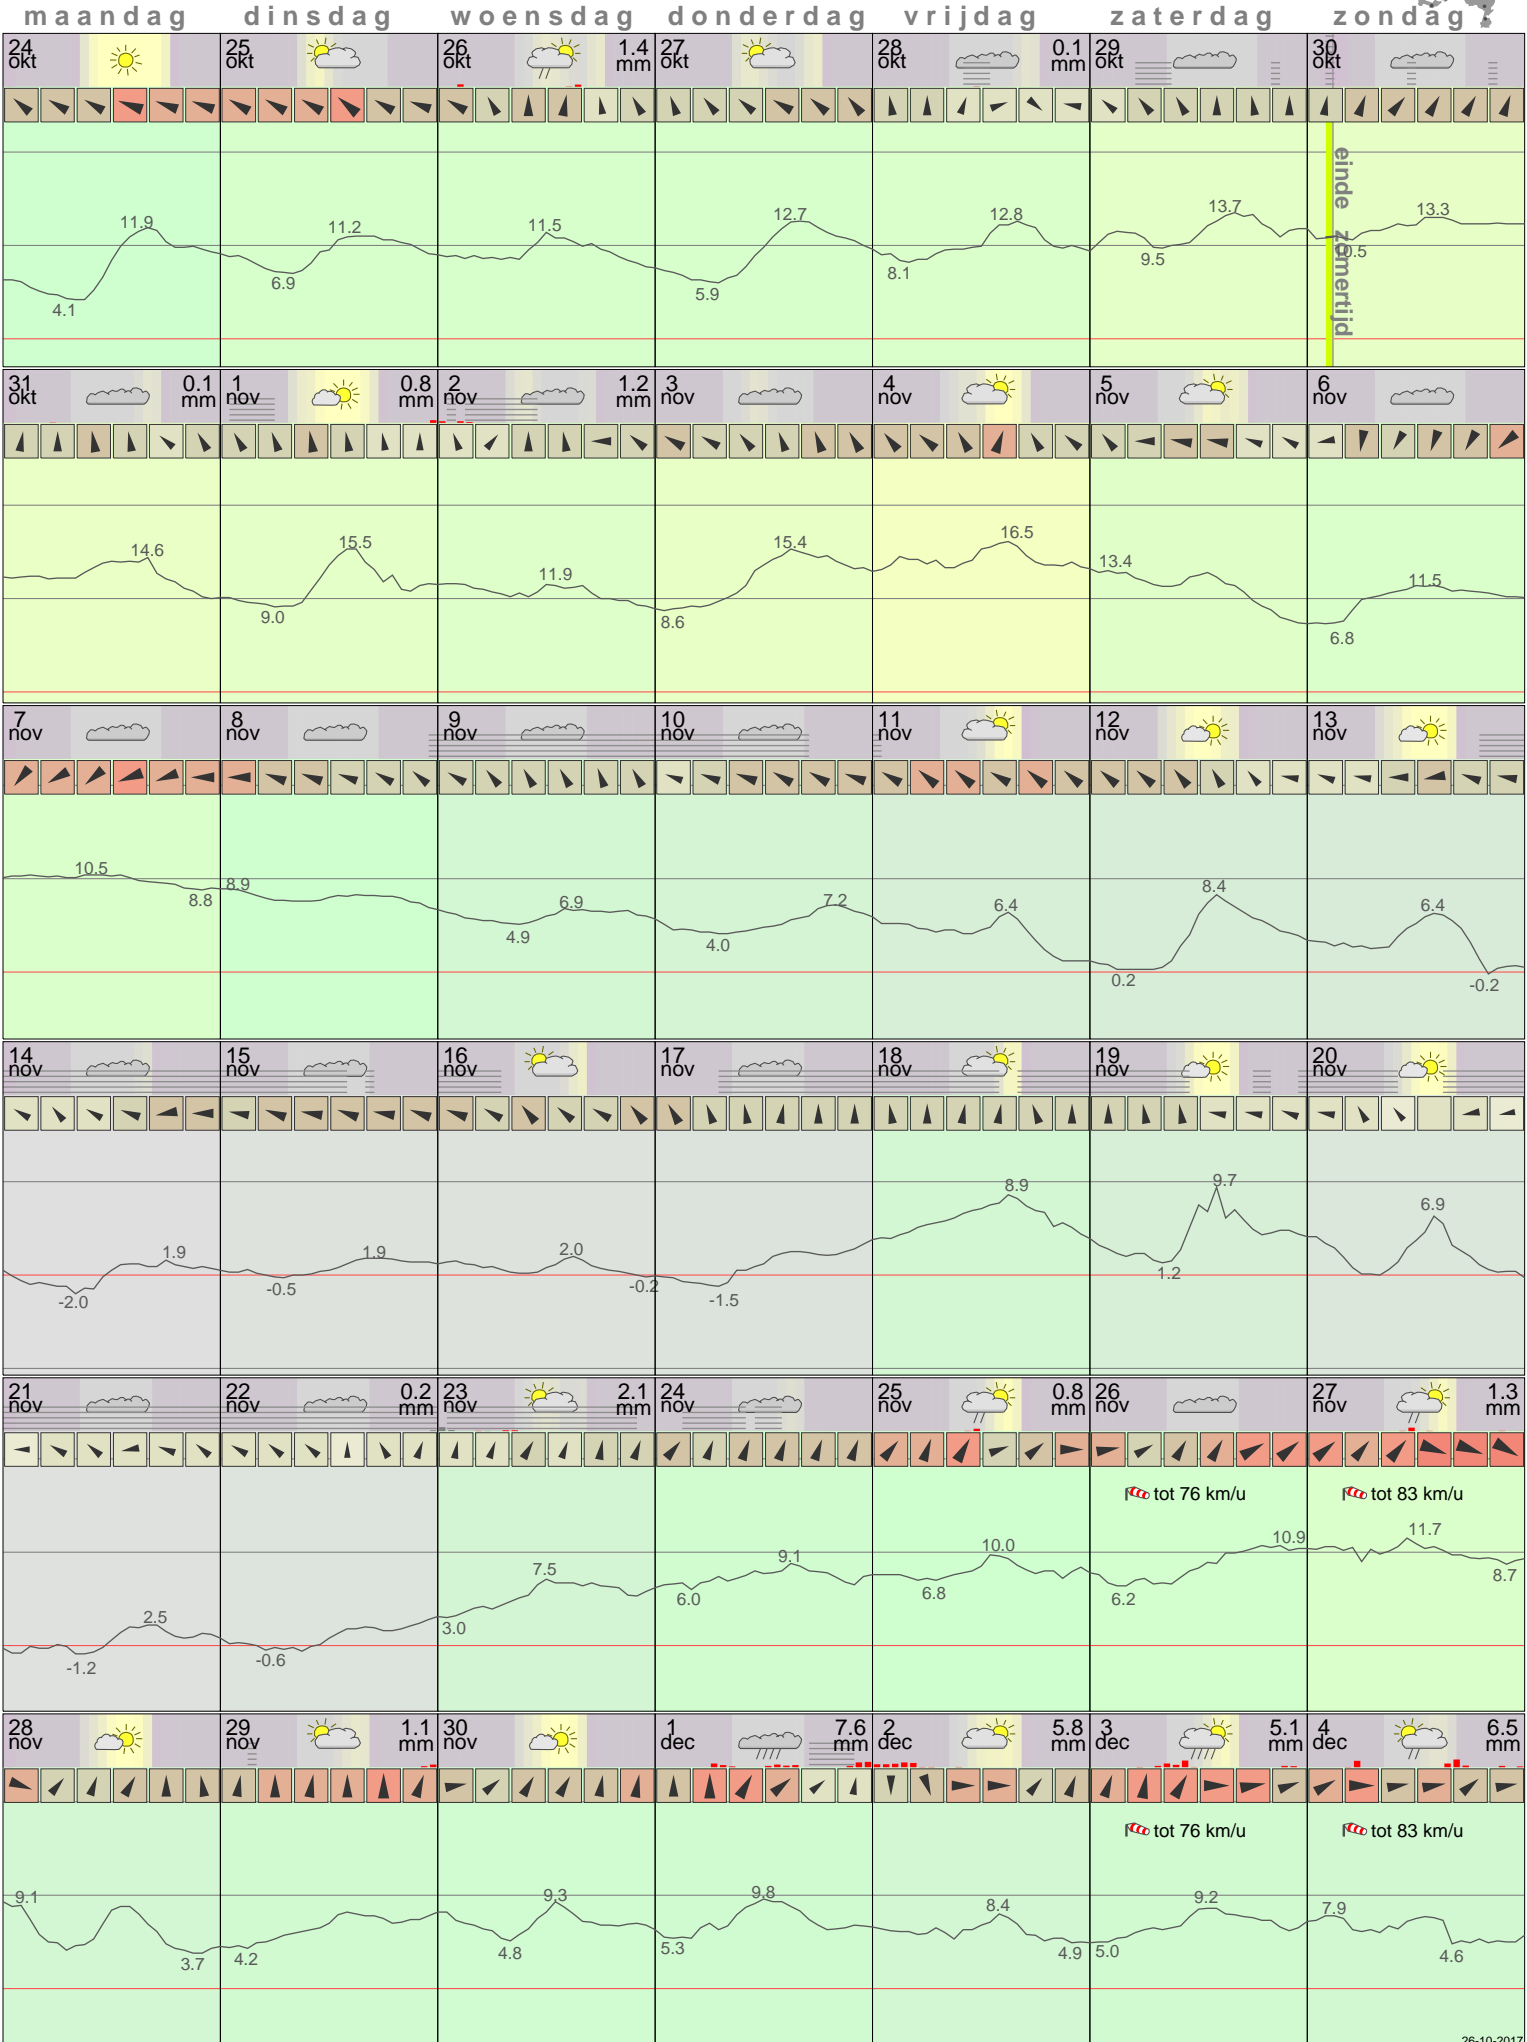 maandag dinsdag woensdag donderdag vrijdag zaterdag zondag
24 okt 25 okt 26 okt 1.4 mm 27 okt 28 okt 0.1 mm 29 okt 30 okt
11.9 4.1 11.2 6.9 11.5 12.7 5.9 12.8 8.1 13.7 9.5 13.3 10.5
einde zomertijd
31 okt 0.1 mm 1 nov 0.8 mm 2 nov 1.2 mm 3 nov 4 nov 5 nov 6 nov
14.6 15.5 9.0 11.9 15.4 8.6 16.5 13.4 11.5 6.8
7 nov 8 nov 9 nov 10 nov 11 nov 12 nov 13 nov
10.5 8.8 8.9 6.9 4.9 7.2 4.0 6.4 8.4 0.2 6.4 -0.2
14 nov 15 nov 16 nov 17 nov 18 nov 19 nov 20 nov
1.9 -2.0 1.9 -0.5 2.0 -0.2 -1.5 8.9 9.7 1.2 6.9
21 nov 22 nov 0.2 mm 23 nov 2.1 mm 24 nov 25 nov 0.8 mm 26 nov 27 nov 1.3 mm
tot 76 km/u tot 83 km/u
2.5 -1.2 -0.6 7.5 3.0 9.1 6.0 10.0 6.8 10.9 6.2 11.7 8.7
28 nov 29 nov 1.1 mm 30 nov 1 dec 7.6 mm 2 dec 5.8 mm 3 dec 5.1 mm 4 dec 6.5 mm
tot 76 km/u tot 83 km/u
9.1 3.7 4.2 9.3 4.8 9.8 5.3 8.4 4.9 9.2 5.0 7.9 4.6
26-10-2017